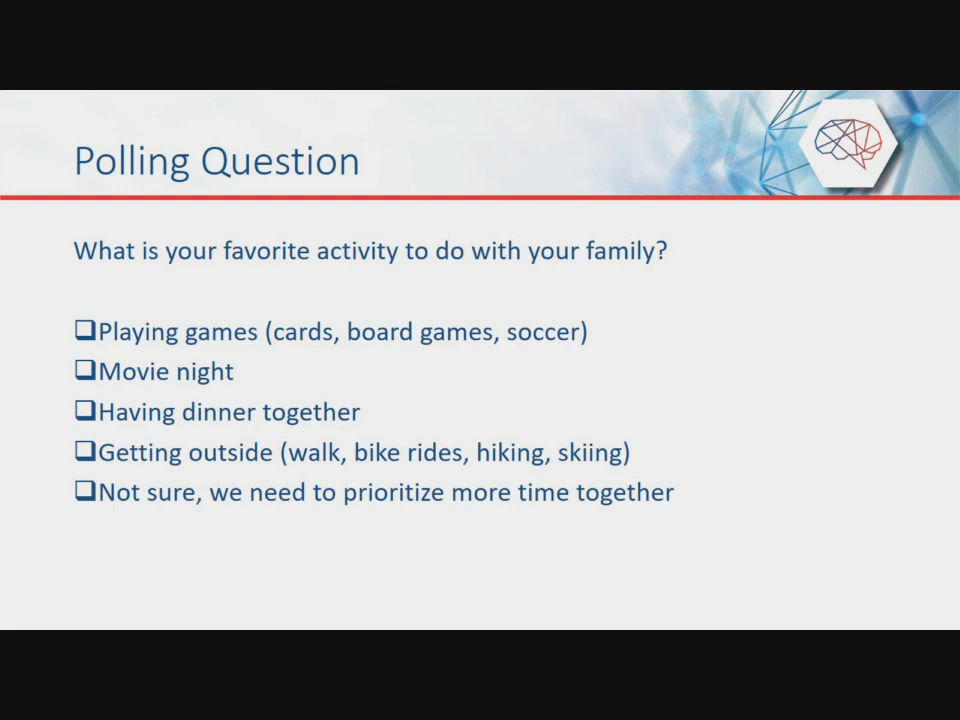 Polling Question
What is your favorite activity to do with your family?
❑Playing games (cards, board games, soccer)
❑Movie night
❑Having dinner together
❑Getting outside (walk, bike rides, hiking, skiing)
❑Not sure, we need to prioritize more time together